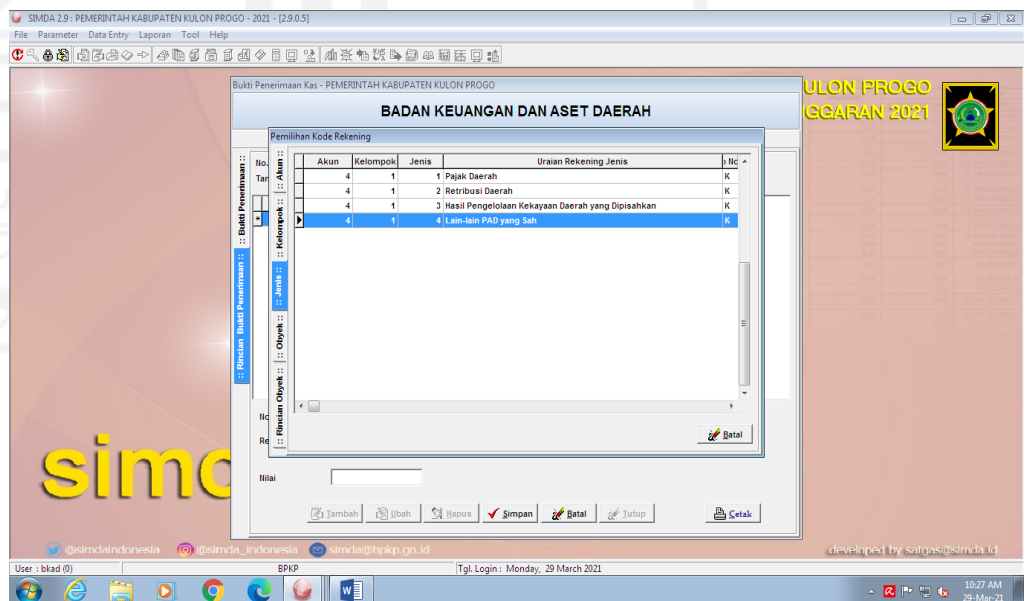 SIMDA 2.9 : PEMERINTAH KABUPATEN KULON PROGO - 2021 - [2.9.0.5]
File Parameter Data Entry Laporan Tool Help
ULON PROGO
GGARAN 2021
Bukti Penerimaan Kas - PEMERINTAH KABUPATEN KULON PROGO
BADAN KEUANGAN DAN ASET DAERAH
Pemilihan Kode Rekening
:: Bukti Penerimaan ::
:: Rincian Bukti Penerimaan ::
No.
Tan
:: Akun ::
:: Kelompok ::
:: Jenis ::
:: Obyek ::
:: Rincian Obyek ::
Akun Kelompok Jenis Uraian Rekening Jenis
4 1 1 Pajak Daerah K
4 1 2 Retribusi Daerah K
4 1 3 Hasil Pengelolaan Kekayaan Daerah yang Dipisahkan K
4 1 4 Lain-lain PAD yang Sah K
Batal
No
Re
Nilai
Tambah Ubah Hapus Simpan Batal Tutup Cetak
simd
@simdaindonesia @simda_indonesia simda@bpkp.go.id
developed by satgas@simda.id
User : bkad (0) BPKP Tgl. Login : Monday, 29 March 2021
10:27 AM
29-Mar-21